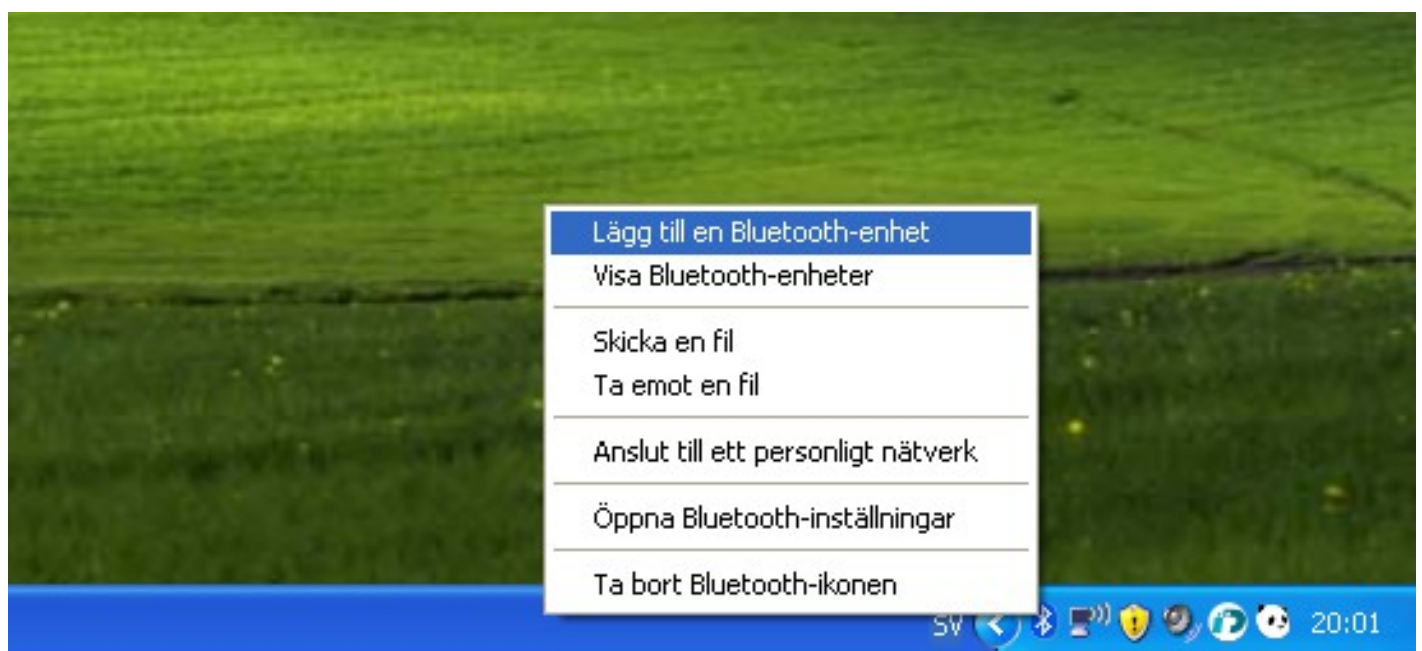 Lägg till en Bluetooth-enhet
Visa Bluetooth-enheter
Skicka en fil
Ta emot en fil
Anslut till ett personligt nätverk
Öppna Bluetooth-inställningar
Ta bort Bluetooth-ikonen
SV 20:01